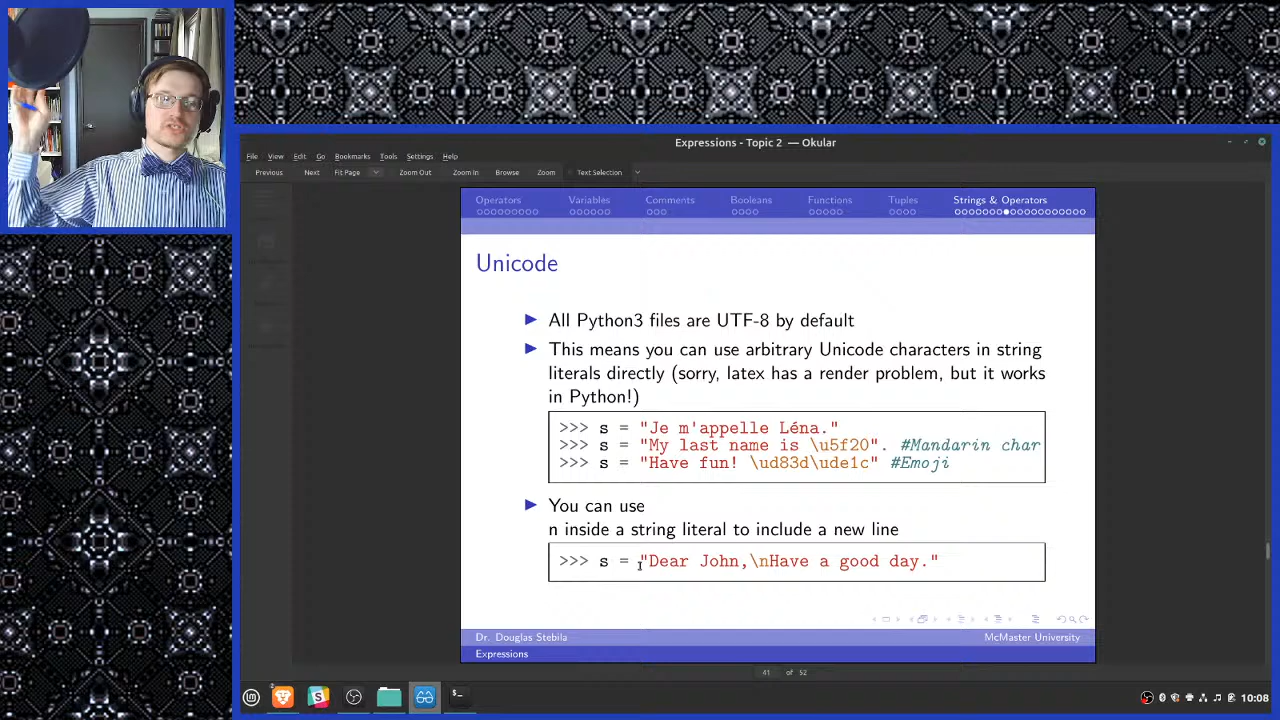 Expressions - Topic 2 — Okular
File Edit View Go Bookmarks Tools Settings Help
Previous Next Fit Page Zoom Out Zoom In Browse Zoom Text Selection
Operators Variables Comments Booleans Functions Tuples Strings & Operators
Unicode
All Python3 files are UTF-8 by default
This means you can use arbitrary Unicode characters in string
literals directly (sorry, latex has a render problem, but it works
in Python!)
>>> s = "Je m'appelle Léna."
>>> s = "My last name is \u5f20". #Mandarin char
>>> s = "Have fun! \ud83d\ude1c" #Emoji
You can use
n inside a string literal to include a new line
>>> s = "Dear John,\nHave a good day."
Dr. Douglas Stebila McMaster University
Expressions
41 of 52
10:08